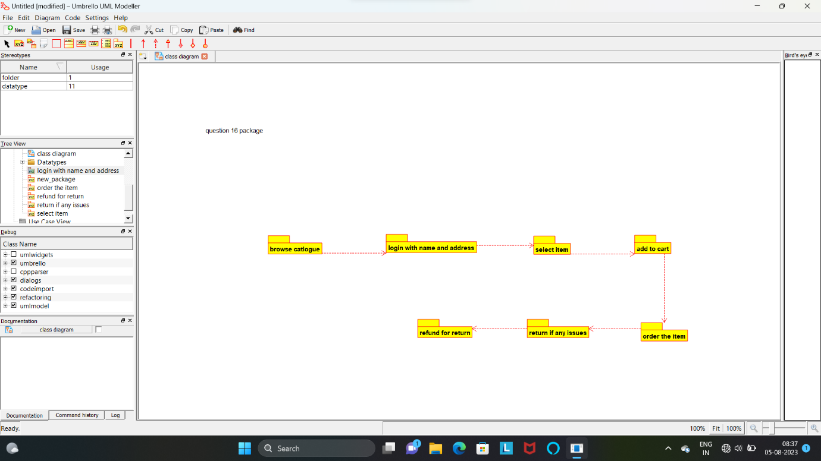 Untitled [modified] - Umbrello UML Modeller
File Edit Diagram Code Settings Help
New Open Save Cut Copy Paste Find
Stereotypes
Name Usage
folder 1
datatype 11
Tree View
class diagram
Datatypes
login with name and address
new_package
order the item
refund for return
return if any issues
select item
Use Case View
Debug
Class Name
umlwidgets
umbrello
cppparser
dialogs
codeimport
refactoring
umlmodel
Documentation
class diagram
Documentation Command history Log
Ready.
class diagram
question 16 package
browse catlogue
login with name and address
select item
add to cart
refund for return
return if any issues
order the item
Bird's eye
100% Fit 100%
Search
1
ENG
IN
08:37
05-08-2023
1